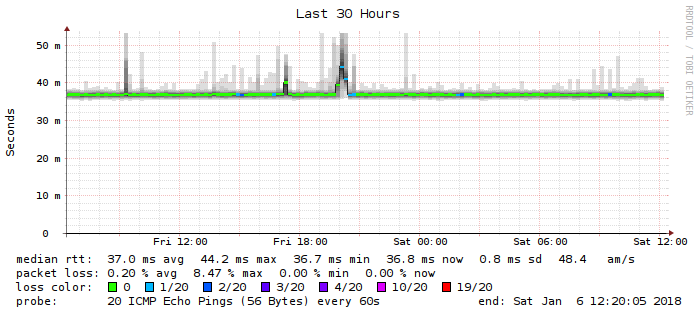 Last 30 Hours
RRDTOOL / TOBI OETIKER
Seconds
50 m
40 m
30 m
20 m
10 m
0
Fri 12:00 Fri 18:00 Sat 00:00 Sat 06:00 Sat 12:00
median rtt: 37.0 ms avg 44.2 ms max 36.7 ms min 36.8 ms now 0.8 ms sd 48.4 am/s
packet loss: 0.20 % avg 8.47 % max 0.00 % min 0.00 % now
loss color: 0 1/20 2/20 3/20 4/20 10/20 19/20
probe: 20 ICMP Echo Pings (56 Bytes) every 60s end: Sat Jan 6 12:20:05 2018